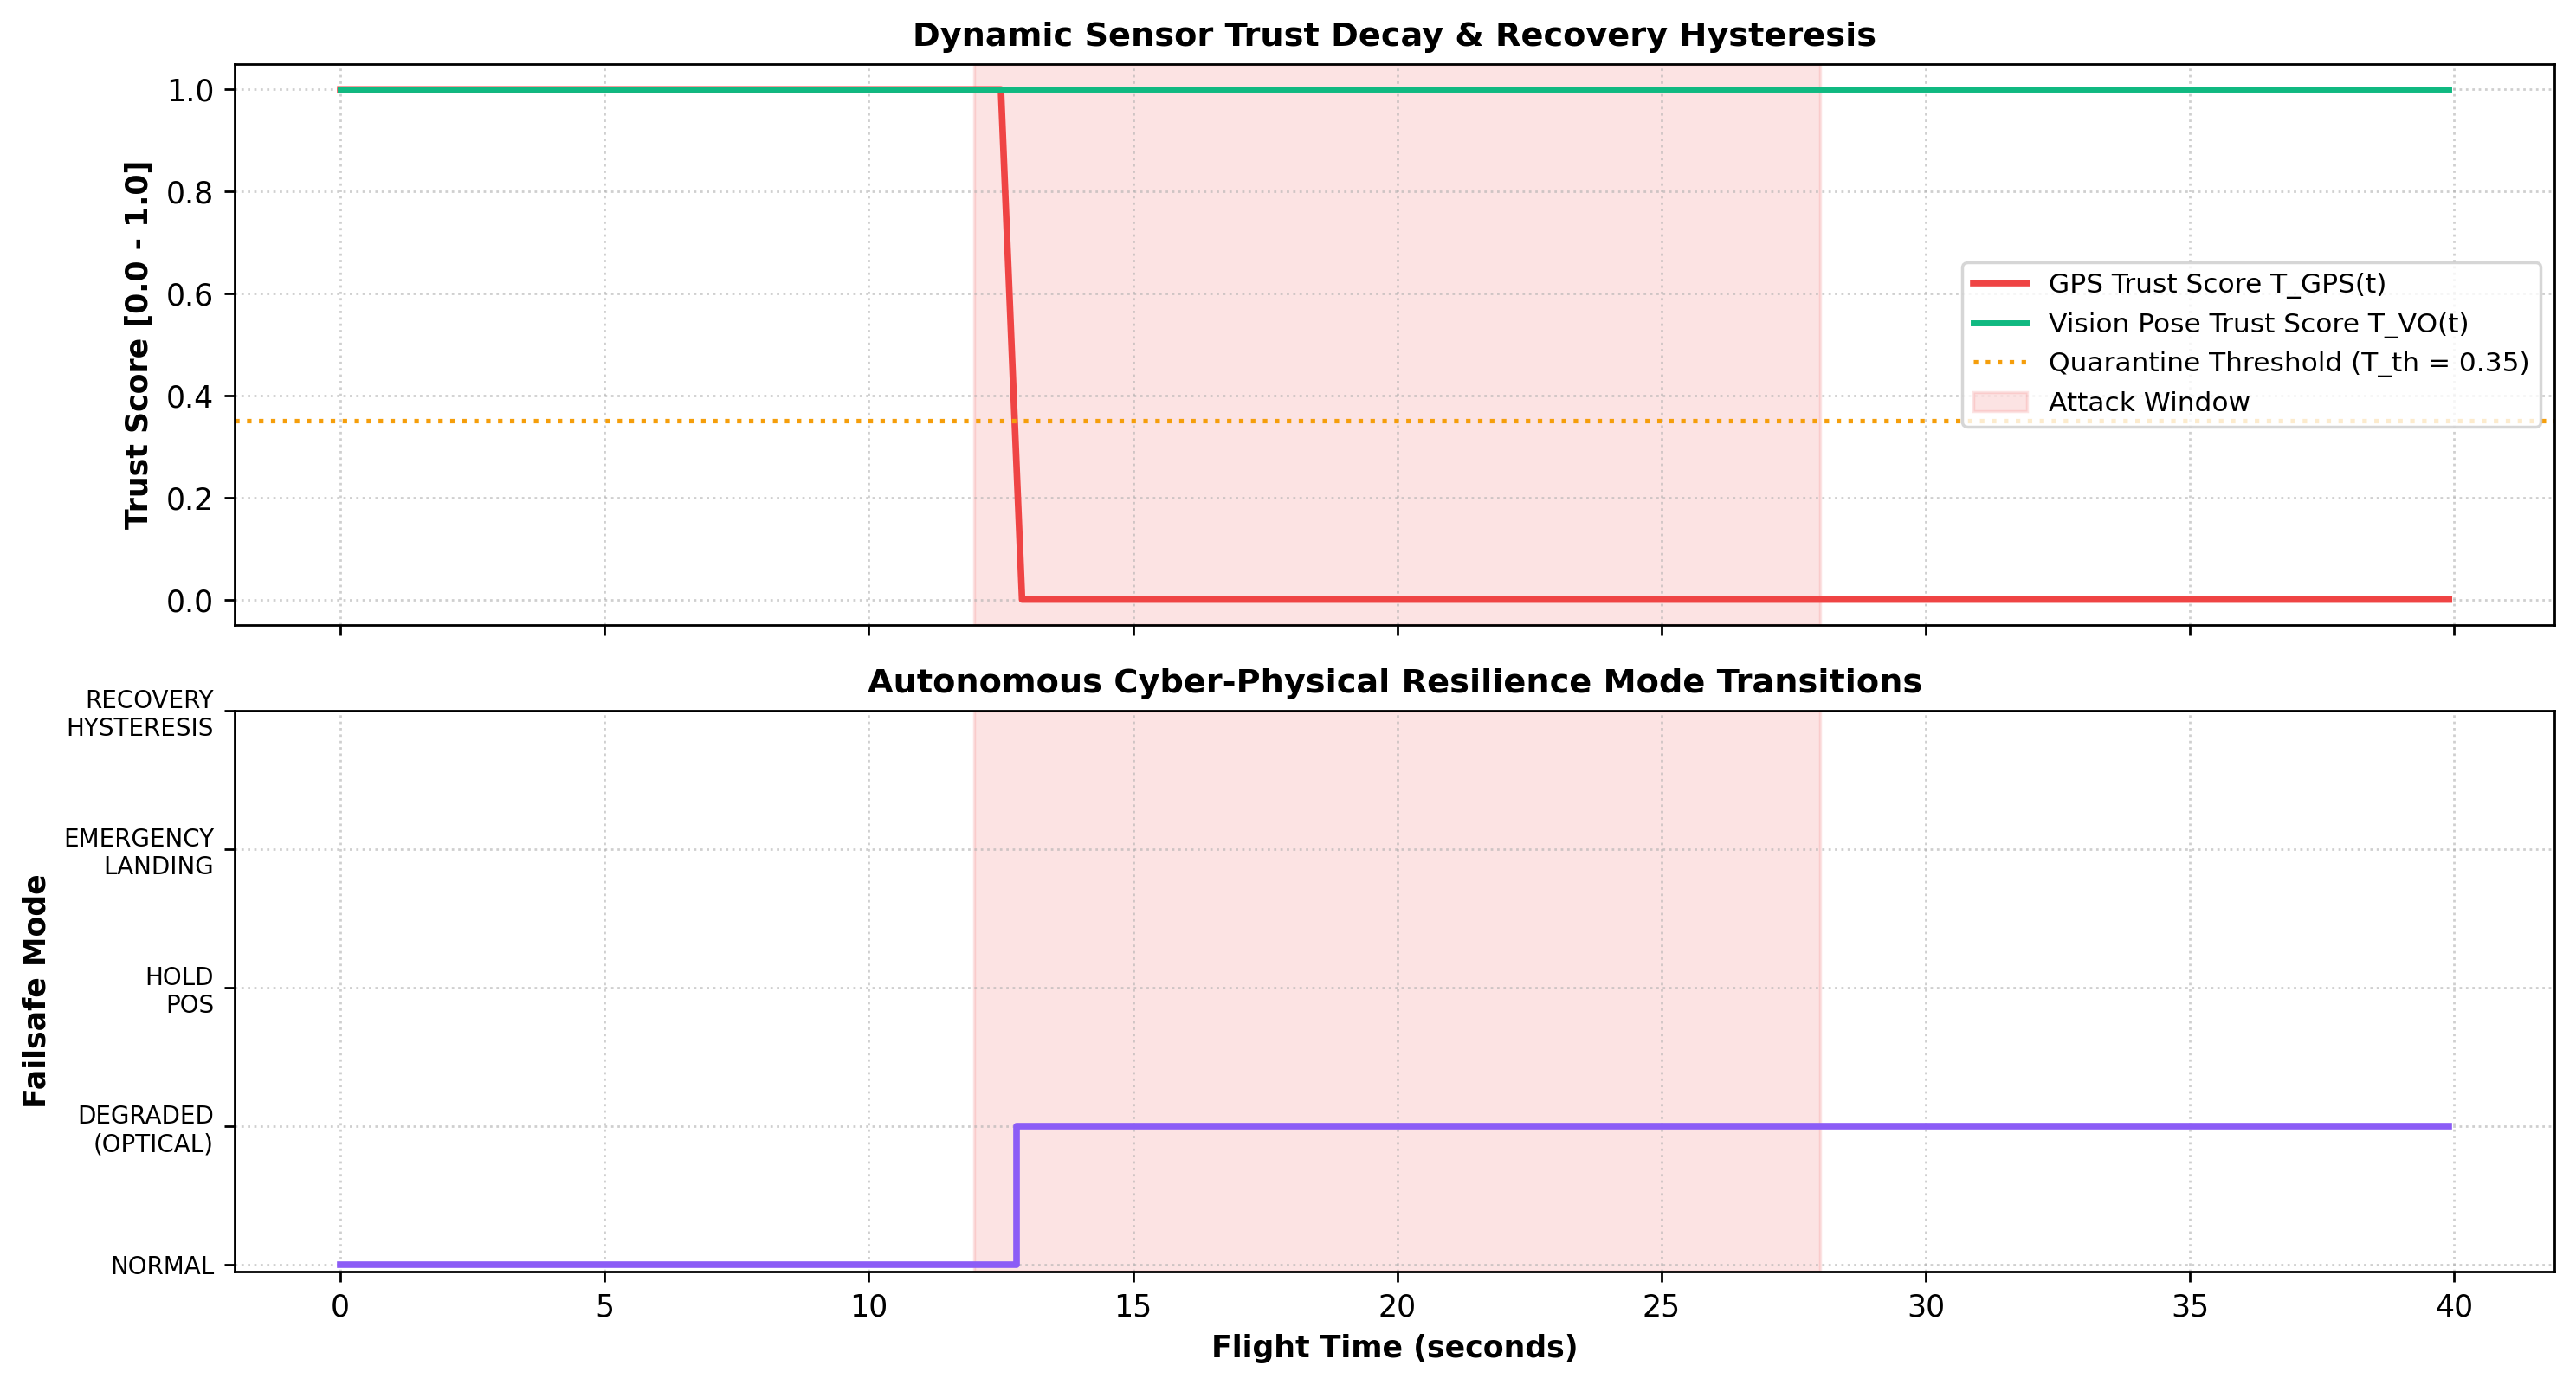 Dynamic Sensor Trust Decay & Recovery Hysteresis
Trust Score [0.0 - 1.0]
1.0
0.8
0.6
0.4
0.2
0.0
GPS Trust Score T_GPS(t)
Vision Pose Trust Score T_VO(t)
Quarantine Threshold (T_th = 0.35)
Attack Window
Autonomous Cyber-Physical Resilience Mode Transitions
Failsafe Mode
RECOVERY
HYSTERESIS
EMERGENCY
LANDING
HOLD
POS
DEGRADED
(OPTICAL)
NORMAL
0 5 10 15 20 25 30 35 40
Flight Time (seconds)